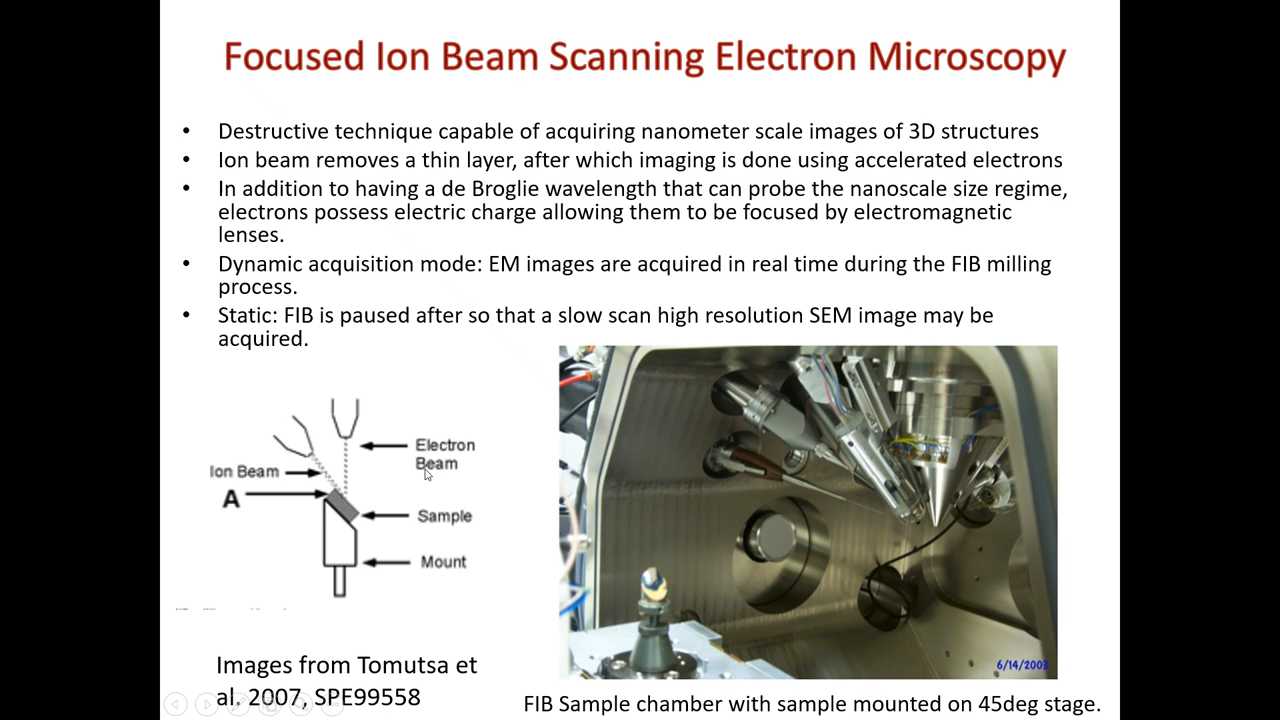 Focused Ion Beam Scanning Electron Microscopy
• Destructive technique capable of acquiring nanometer scale images of 3D structures
• Ion beam removes a thin layer, after which imaging is done using accelerated electrons
• In addition to having a de Broglie wavelength that can probe the nanoscale size regime,
electrons possess electric charge allowing them to be focused by electromagnetic
lenses.
• Dynamic acquisition mode: EM images are acquired in real time during the FIB milling
process.
• Static: FIB is paused after so that a slow scan high resolution SEM image may be
acquired.
Electron
Beam
Ion Beam
A
Sample
Mount
6/14/2003
Images from Tomutsa et
al. 2007, SPE99558
FIB Sample chamber with sample mounted on 45deg stage.